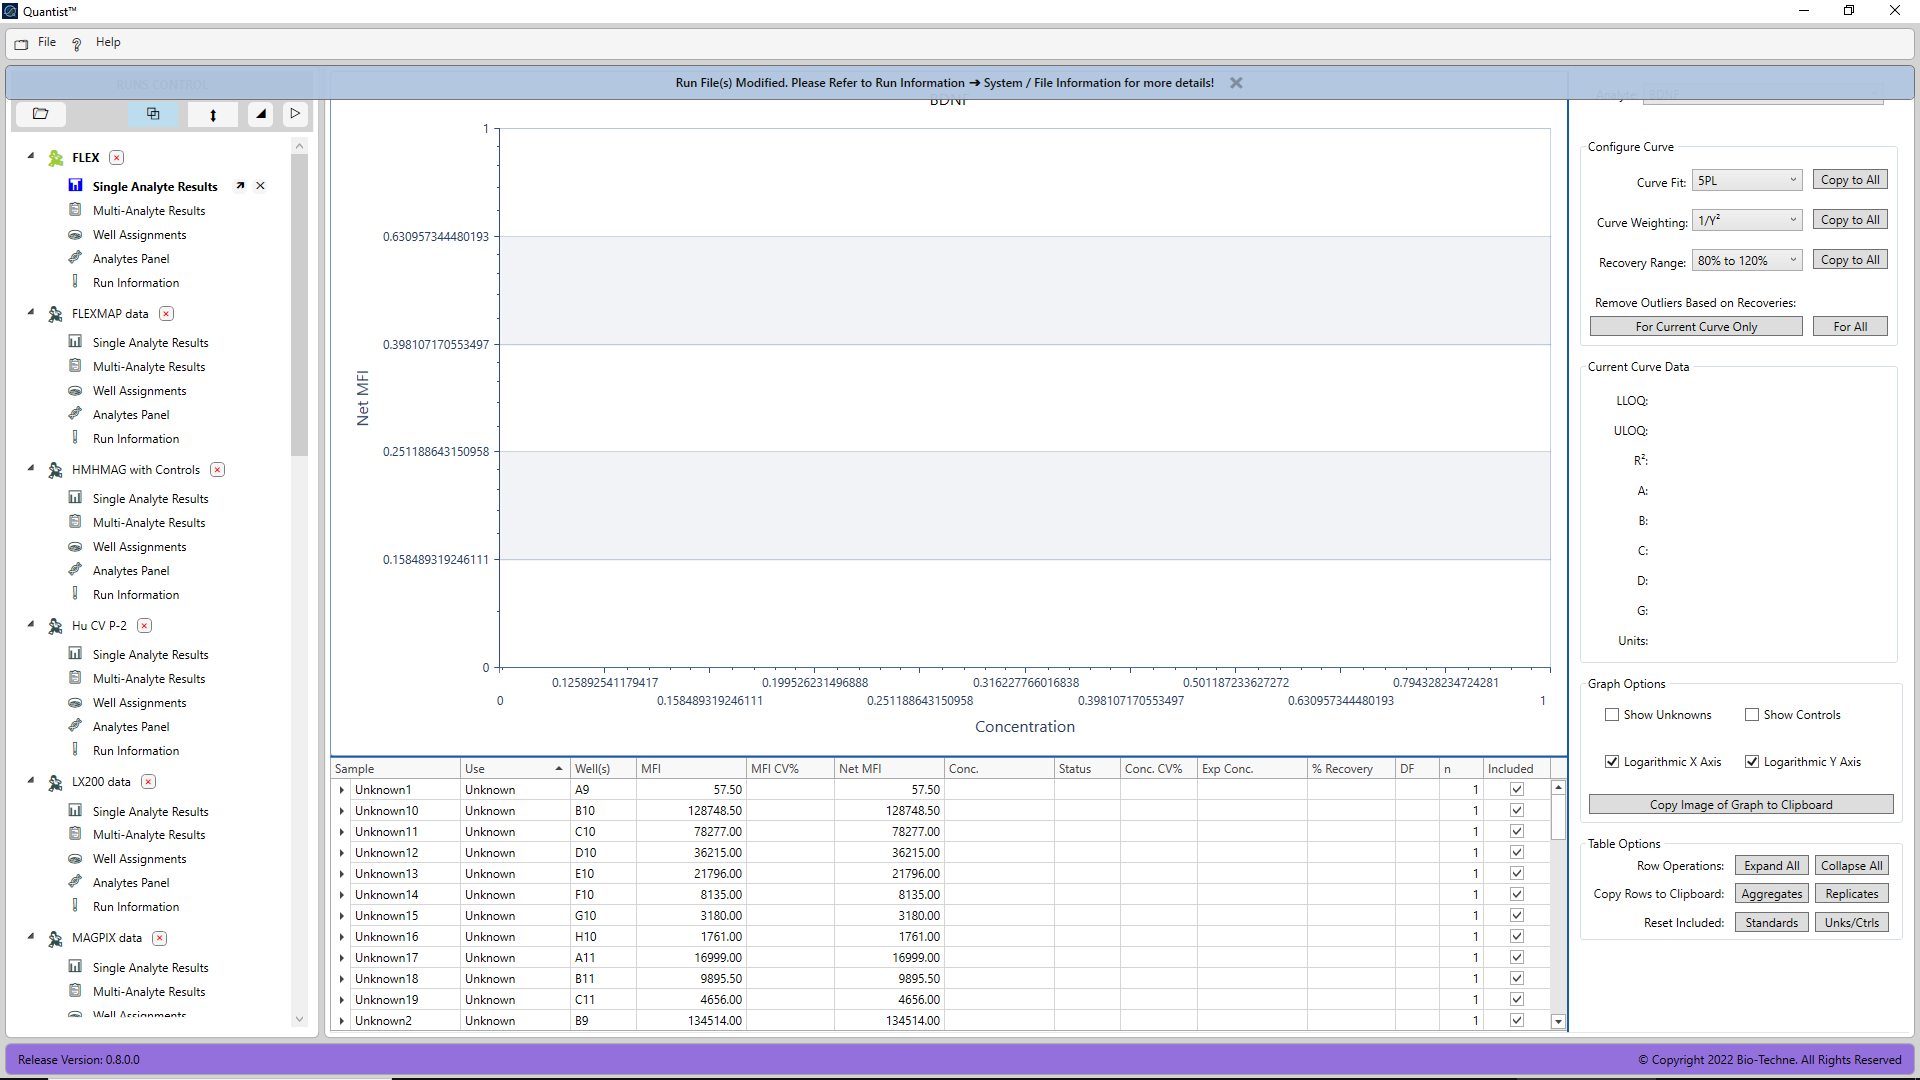 Quantist™
File Help
Run File(s) Modified. Please Refer to Run Information ➔ System / File Information for more details!
RUNS CONTROL
FLEX
Single Analyte Results
Multi-Analyte Results
Well Assignments
Analytes Panel
Run Information
FLEXMAP data
Single Analyte Results
Multi-Analyte Results
Well Assignments
Analytes Panel
Run Information
HMHMAG with Controls
Single Analyte Results
Multi-Analyte Results
Well Assignments
Analytes Panel
Run Information
Hu CV P-2
Single Analyte Results
Multi-Analyte Results
Well Assignments
Analytes Panel
Run Information
LX200 data
Single Analyte Results
Multi-Analyte Results
Well Assignments
Analytes Panel
Run Information
MAGPIX data
Single Analyte Results
Multi-Analyte Results
Well Assignments
BDNF
Net MFI
1
0.630957344480193
0.398107170553497
0.251188643150958
0.158489319246111
0
0.125892541179417 0.199526231496888 0.316227766016838 0.501187233627272 0.794328234724281
0 0.158489319246111 0.251188643150958 0.398107170553497 0.630957344480193 1
Concentration
Sample Use Well(s) MFI MFI CV% Net MFI Conc. Status Conc. CV% Exp Conc. % Recovery DF n Included
Unknown1 Unknown A9 57.50 57.50 1
Unknown10 Unknown B10 128748.50 128748.50 1
Unknown11 Unknown C10 78277.00 78277.00 1
Unknown12 Unknown D10 36215.00 36215.00 1
Unknown13 Unknown E10 21796.00 21796.00 1
Unknown14 Unknown F10 8135.00 8135.00 1
Unknown15 Unknown G10 3180.00 3180.00 1
Unknown16 Unknown H10 1761.00 1761.00 1
Unknown17 Unknown A11 16999.00 16999.00 1
Unknown18 Unknown B11 9895.50 9895.50 1
Unknown19 Unknown C11 4656.00 4656.00 1
Unknown2 Unknown B9 134514.00 134514.00 1
Analyte: BDNF
Configure Curve
Curve Fit: 5PL Copy to All
Curve Weighting: 1/Y² Copy to All
Recovery Range: 80% to 120% Copy to All
Remove Outliers Based on Recoveries:
For Current Curve Only For All
Current Curve Data
LLOQ:
ULOQ:
R²:
A:
B:
C:
D:
G:
Units:
Graph Options
Show Unknowns Show Controls
Logarithmic X Axis Logarithmic Y Axis
Copy Image of Graph to Clipboard
Table Options
Row Operations: Expand All Collapse All
Copy Rows to Clipboard: Aggregates Replicates
Reset Included: Standards Unks/Ctrls
Release Version: 0.8.0.0
© Copyright 2022 Bio-Techne. All Rights Reserved